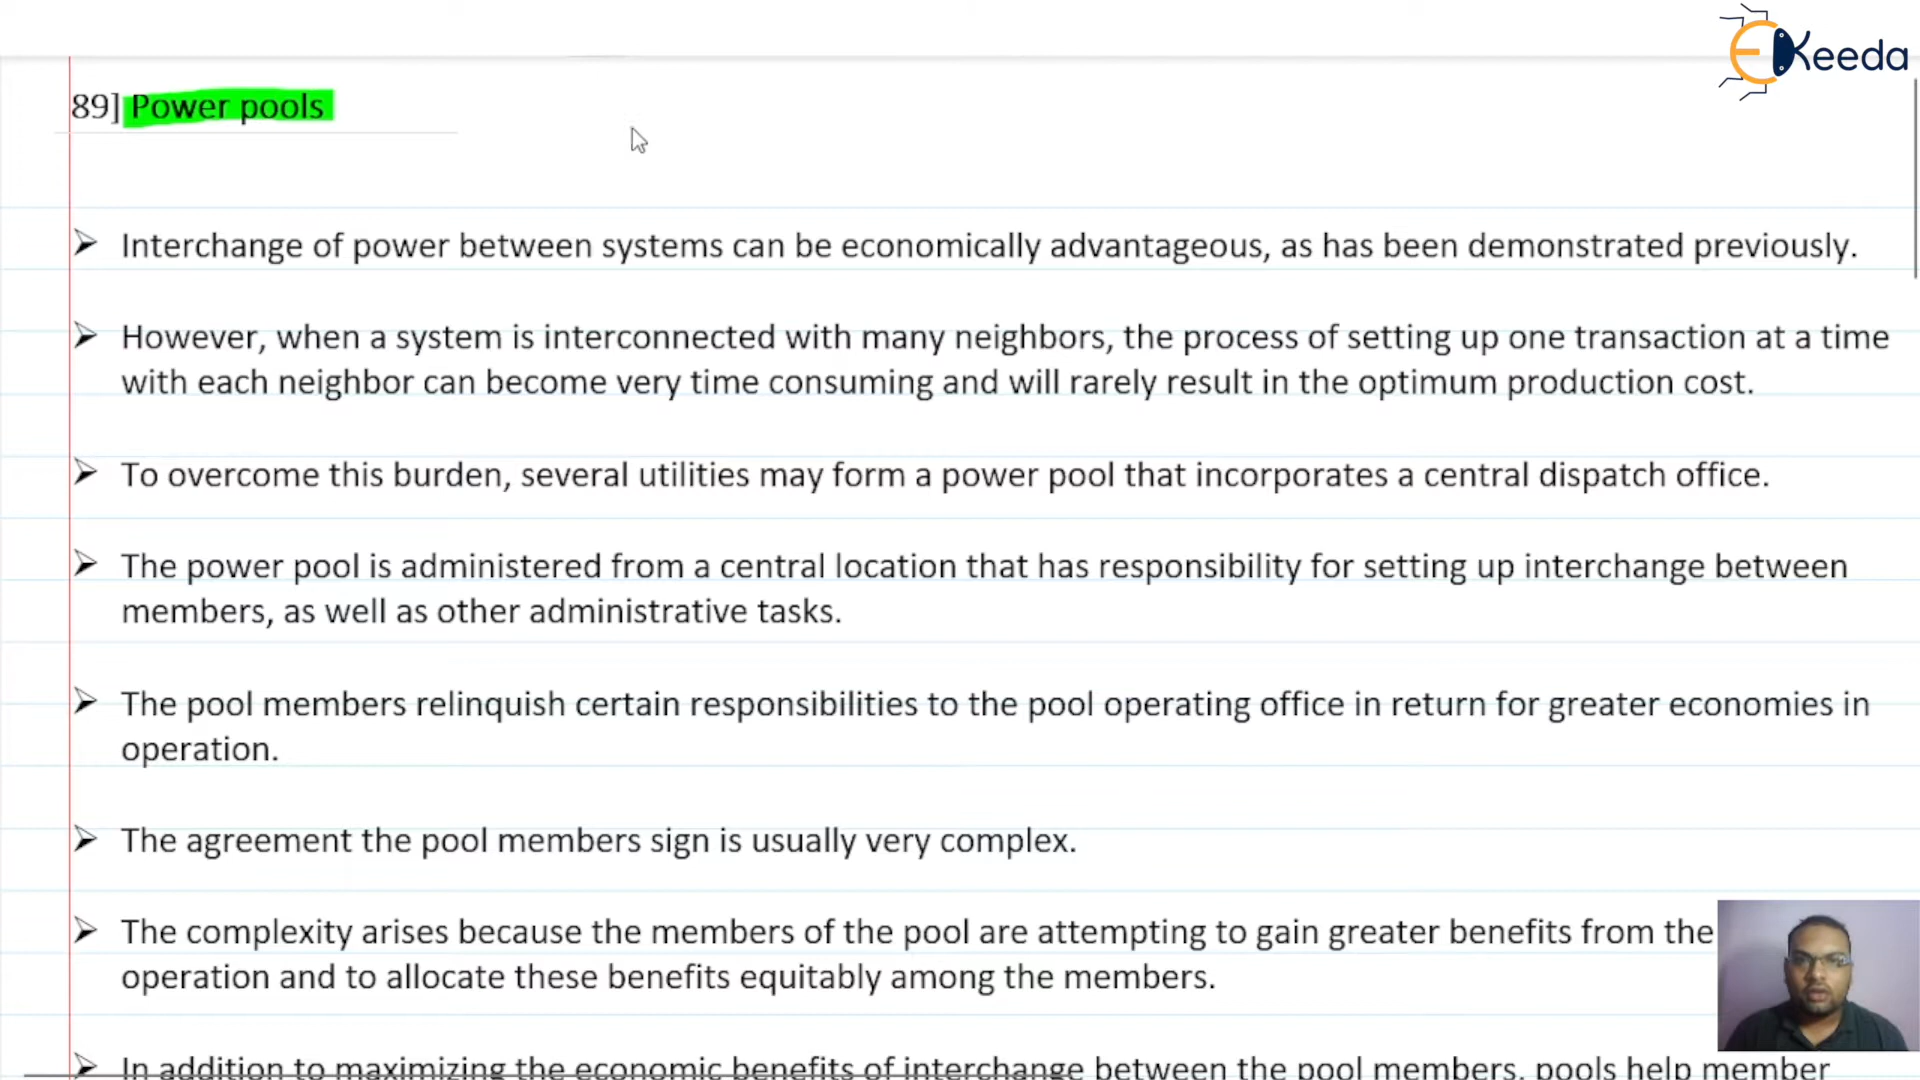 EKeeda
89] Power pools
➢ Interchange of power between systems can be economically advantageous, as has been demonstrated previously.
➢ However, when a system is interconnected with many neighbors, the process of setting up one transaction at a time
with each neighbor can become very time consuming and will rarely result in the optimum production cost.
➢ To overcome this burden, several utilities may form a power pool that incorporates a central dispatch office.
➢ The power pool is administered from a central location that has responsibility for setting up interchange between
members, as well as other administrative tasks.
➢ The pool members relinquish certain responsibilities to the pool operating office in return for greater economies in
operation.
➢ The agreement the pool members sign is usually very complex.
➢ The complexity arises because the members of the pool are attempting to gain greater benefits from the
operation and to allocate these benefits equitably among the members.
➢ In addition to maximizing the economic benefits of interchange between the pool members, pools help member